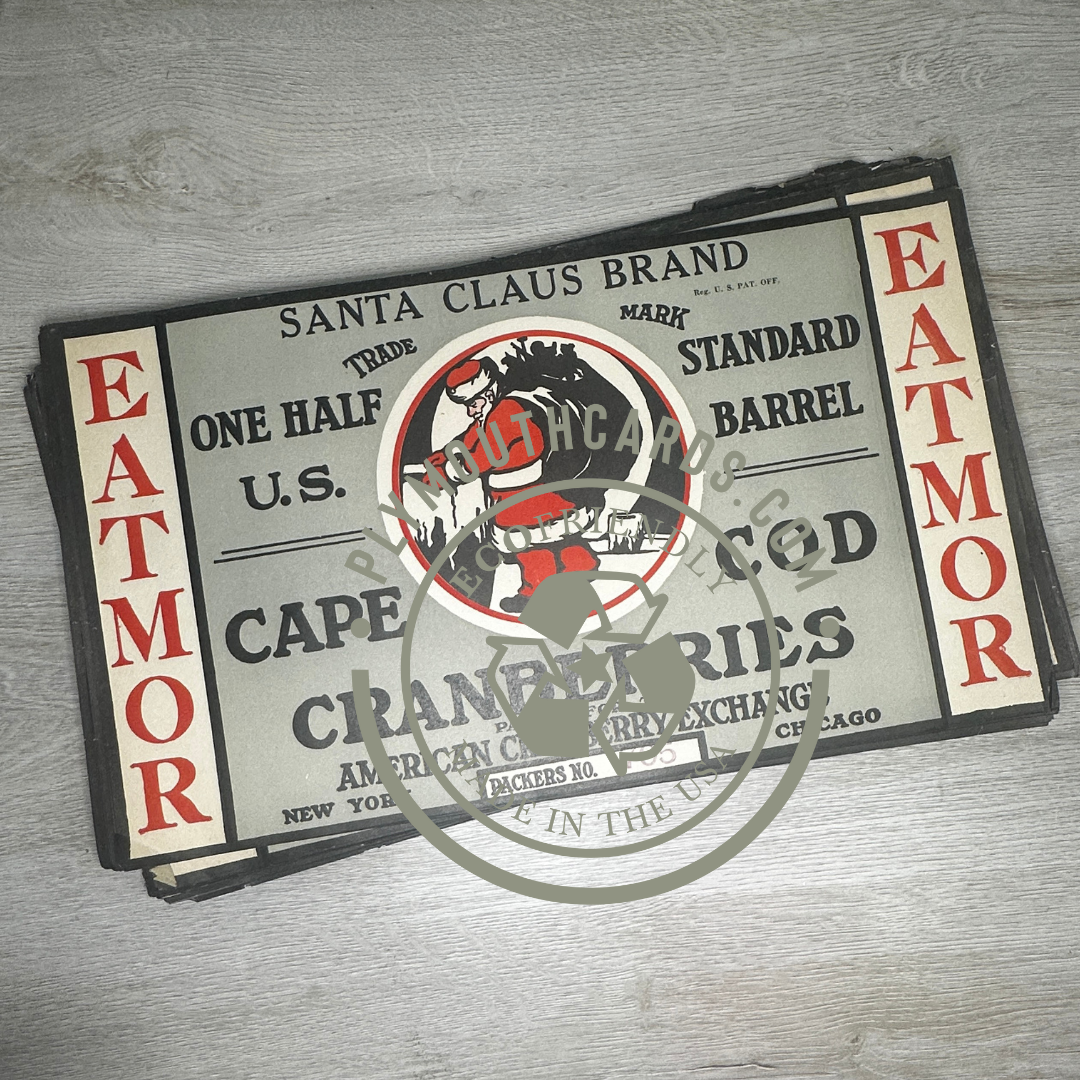 SANTA CLAUS BRAND
Reg. U. S. PAT. OFF.
TRADE MARK
ONE HALF STANDARD
U.S. BARREL
CAPE COD
CRANBERRIES
AMERICAN CRANBERRY EXCHANGE
NEW YORK CHICAGO
PACKERS NO.
EATMOR
EATMOR
PLYMOUTHCARDS.COM
ECOFRIENDLY
MADE IN THE USA